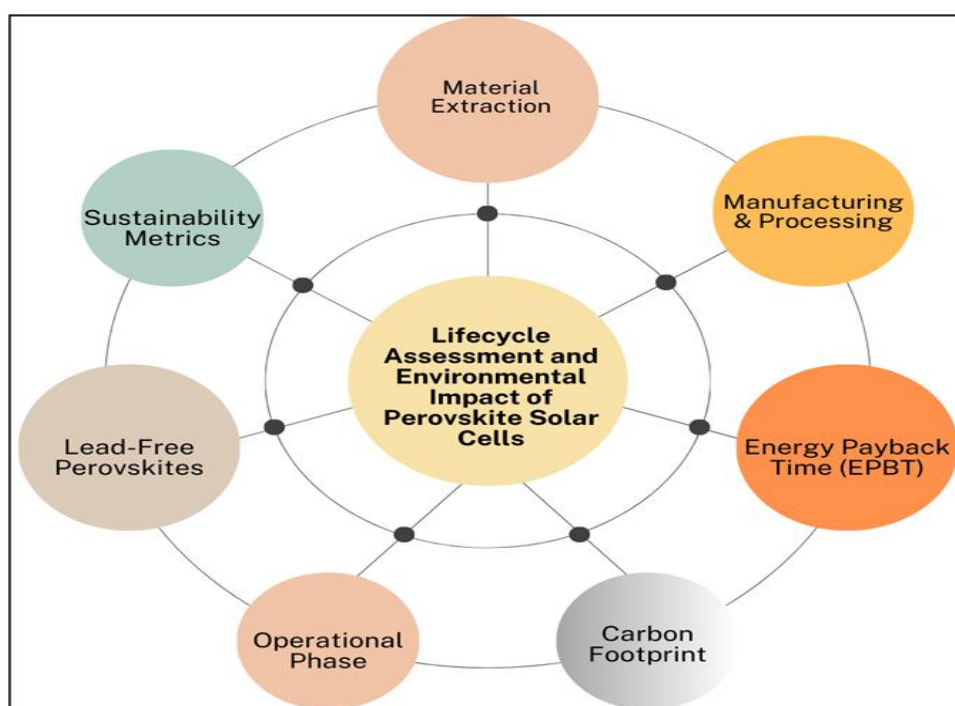 Material
Extraction
Manufacturing
& Processing
Sustainability
Metrics
Lifecycle
Assessment and
Environmental
Impact of
Perovskite Solar
Cells
Lead-Free
Perovskites
Energy Payback
Time (EPBT)
Operational
Phase
Carbon
Footprint